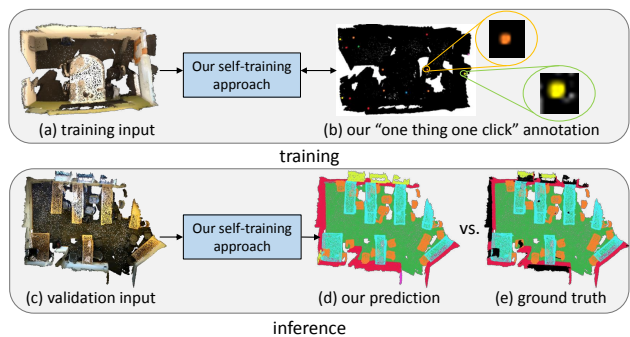 Our self-training
approach
(a) training input
(b) our “one thing one click” annotation
training
Our self-training
approach
vs.
(c) validation input
(d) our prediction
(e) ground truth
inference